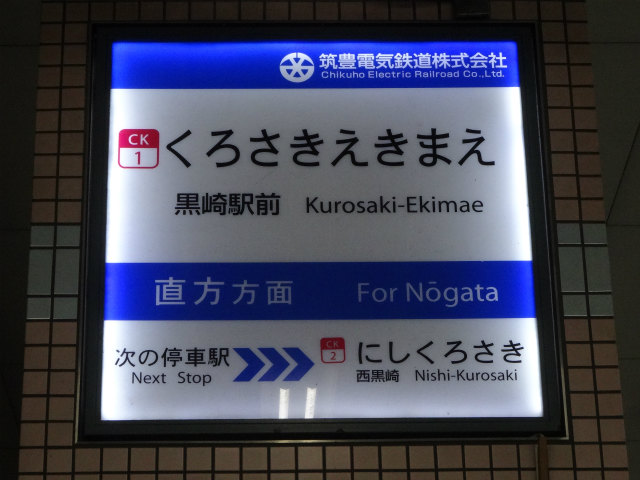 筑豊電気鉄道株式会社
Chikuho Electric Railroad Co.,Ltd.
CK
1
くろさきえきまえ
黒崎駅前 Kurosaki-Ekimae
直方方面 For Nōgata
次の停車駅
Next Stop
CK
2
にしくろさき
西黒崎 Nishi-Kurosaki